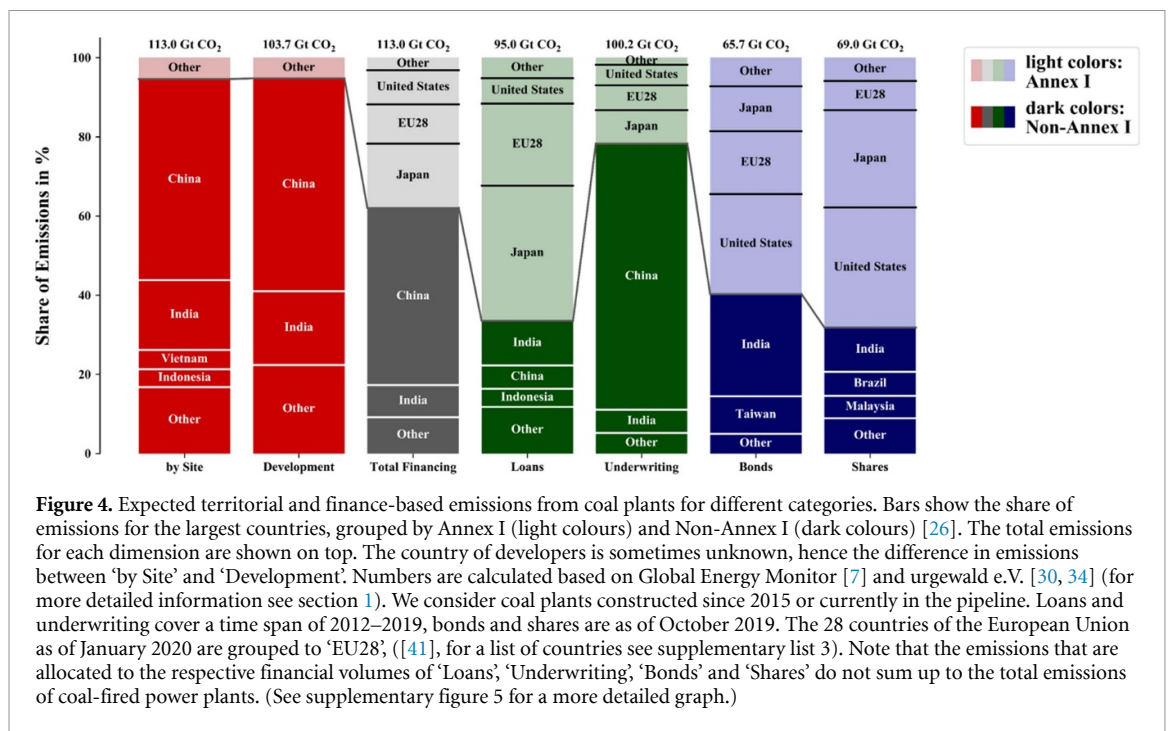 113.0 Gt CO2 103.7 Gt CO2 113.0 Gt CO2 95.0 Gt CO2 100.2 Gt CO2 65.7 Gt CO2 69.0 Gt CO2
Share of Emissions in %
100
80
60
40
20
0
Other
China
India
Vietnam
Indonesia
Other
by Site
Other
China
India
Other
Development
Other
United States
EU28
Japan
China
India
Other
Total Financing
Other
United States
EU28
Japan
India
China
Indonesia
Other
Loans
Other
United States
EU28
Japan
China
India
Other
Underwriting
Other
Japan
EU28
United States
India
Taiwan
Other
Bonds
Other
EU28
Japan
United States
India
Brazil
Malaysia
Other
Shares
light colors:
Annex I
dark colors:
Non-Annex I
Figure 4. Expected territorial and finance-based emissions from coal plants for different categories. Bars show the share of
emissions for the largest countries, grouped by Annex I (light colours) and Non-Annex I (dark colours) [26]. The total emissions
for each dimension are shown on top. The country of developers is sometimes unknown, hence the difference in emissions
between ‘by Site’ and ‘Development’. Numbers are calculated based on Global Energy Monitor [7] and urgewald e.V. [30, 34] (for
more detailed information see section 1). We consider coal plants constructed since 2015 or currently in the pipeline. Loans and
underwriting cover a time span of 2012–2019, bonds and shares are as of October 2019. The 28 countries of the European Union
as of January 2020 are grouped to ‘EU28’, ([41], for a list of countries see supplementary list 3). Note that the emissions that are
allocated to the respective financial volumes of ‘Loans’, ‘Underwriting’, ‘Bonds’ and ‘Shares’ do not sum up to the total emissions
of coal-fired power plants. (See supplementary figure 5 for a more detailed graph.)